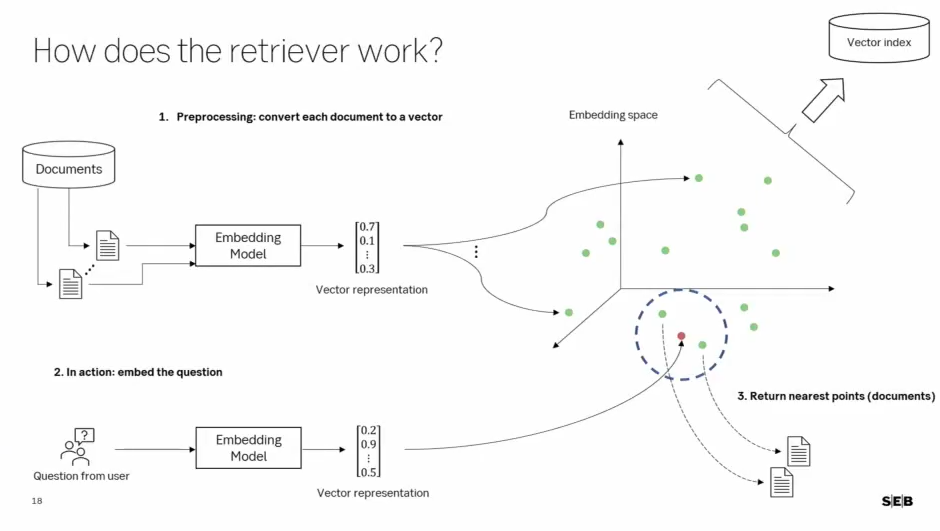 How does the retriever work?
Vector index
1. Preprocessing: convert each document to a vector
Embedding space
Documents
Embedding
Model
0.7
0.1
⋮
0.3
Vector representation
2. In action: embed the question
3. Return nearest points (documents)
?
Embedding
Model
0.2
0.9
⋮
0.5
Question from user
Vector representation
18
SEB